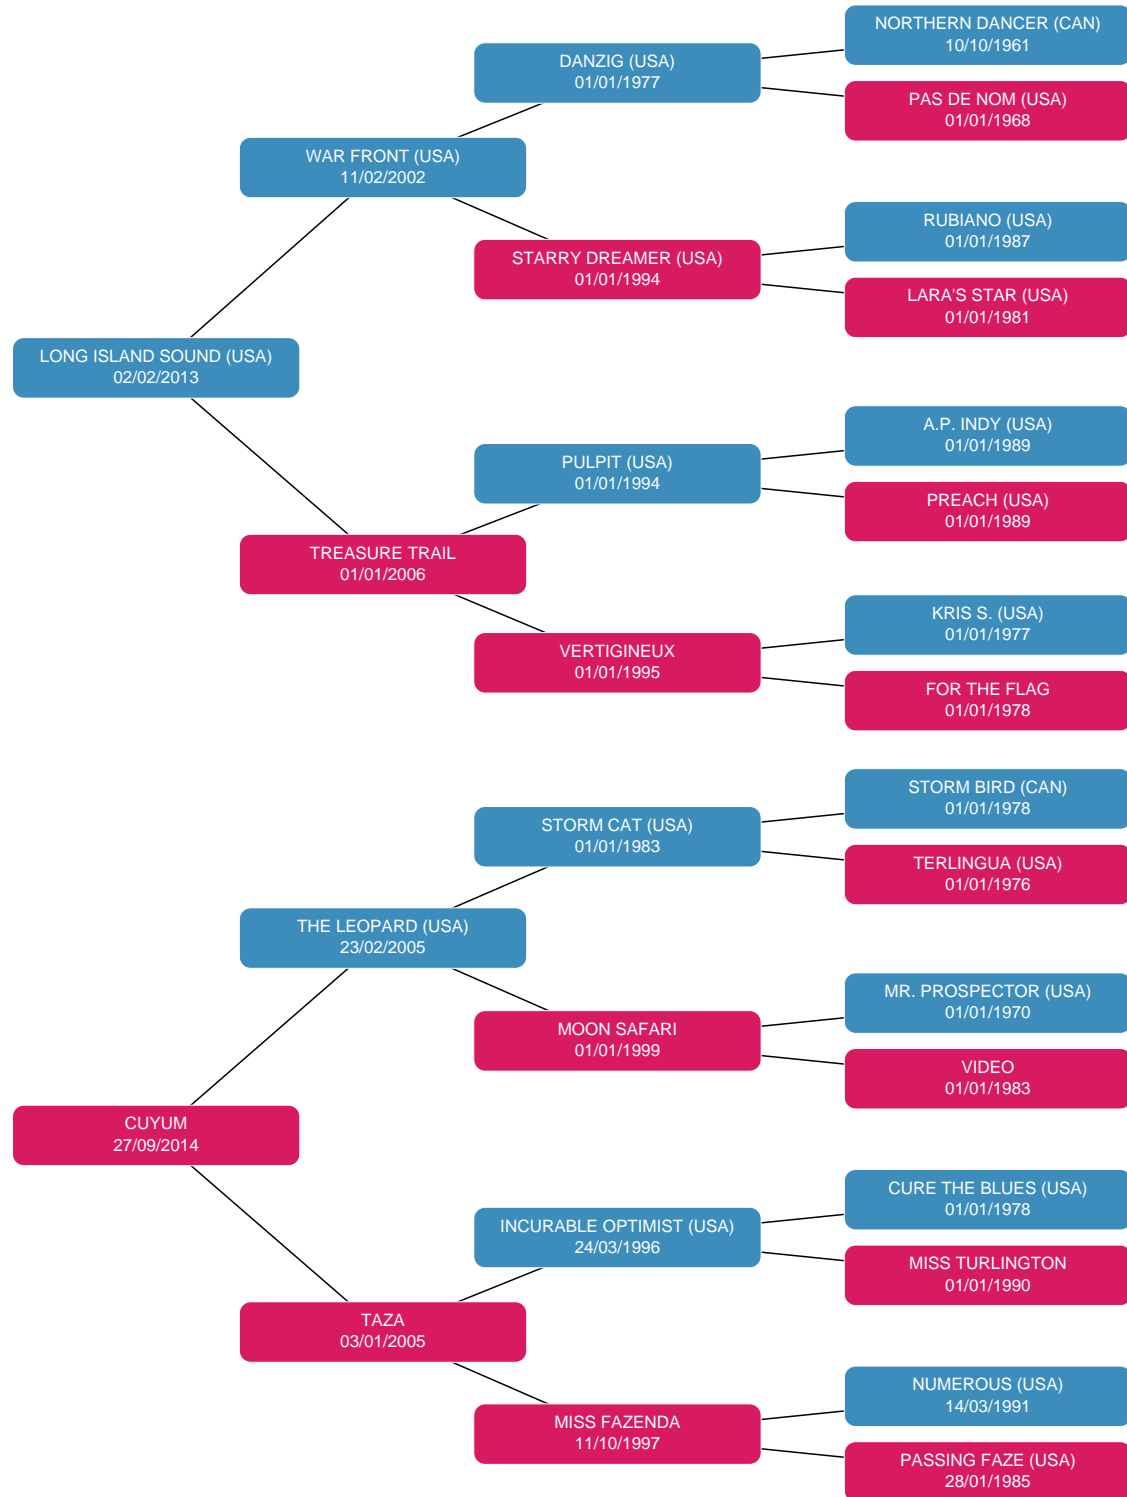 NORTHERN DANCER (CAN)
10/10/1961
DANZIG (USA)
01/01/1977
PAS DE NOM (USA)
01/01/1968
WAR FRONT (USA)
11/02/2002
RUBIANO (USA)
01/01/1987
STARRY DREAMER (USA)
01/01/1994
LARA'S STAR (USA)
01/01/1981
LONG ISLAND SOUND (USA)
02/02/2013
A.P. INDY (USA)
01/01/1989
PULPIT (USA)
01/01/1994
PREACH (USA)
01/01/1989
TREASURE TRAIL
01/01/2006
KRIS S. (USA)
01/01/1977
VERTIGINEUX
01/01/1995
FOR THE FLAG
01/01/1978
STORM BIRD (CAN)
01/01/1978
STORM CAT (USA)
01/01/1983
TERLINGUA (USA)
01/01/1976
THE LEOPARD (USA)
23/02/2005
MR. PROSPECTOR (USA)
01/01/1970
MOON SAFARI
01/01/1999
VIDEO
01/01/1983
CUYUM
27/09/2014
CURE THE BLUES (USA)
01/01/1978
INCURABLE OPTIMIST (USA)
24/03/1996
MISS TURLINGTON
01/01/1990
TAZA
03/01/2005
NUMEROUS (USA)
14/03/1991
MISS FAZENDA
11/10/1997
PASSING FAZE (USA)
28/01/1985